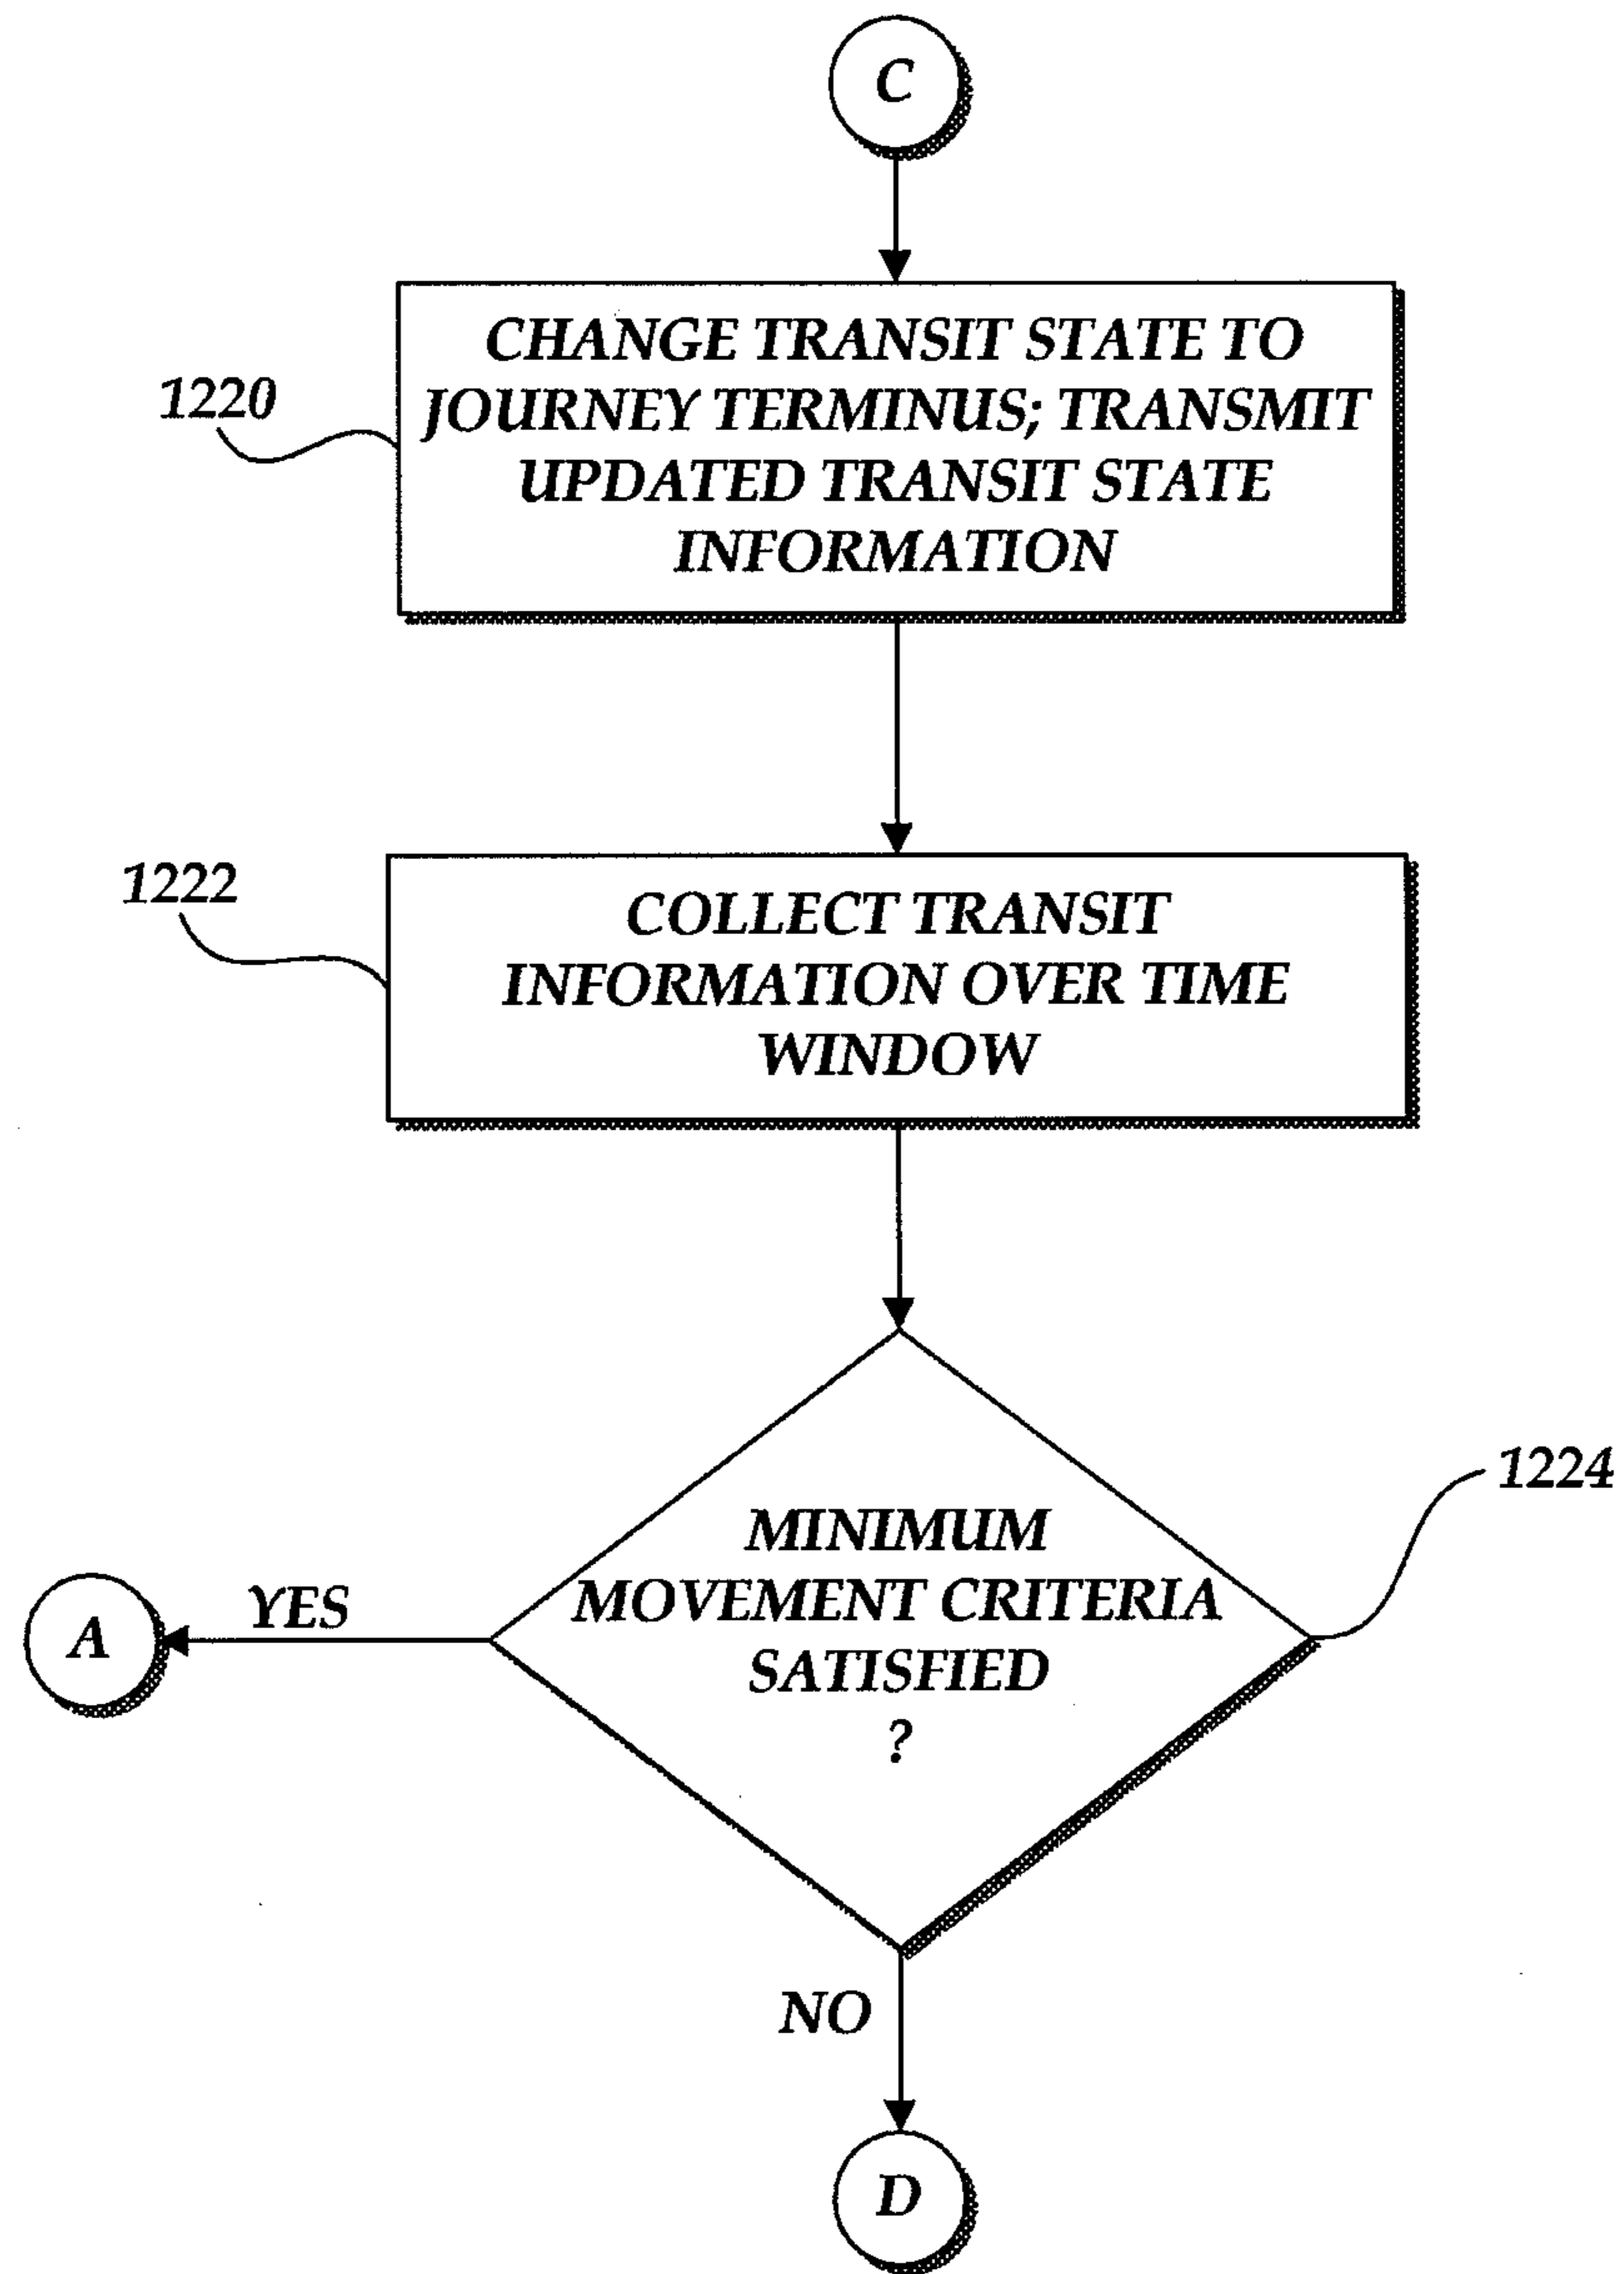 C
CHANGE TRANSIT STATE TO
JOURNEY TERMINUS; TRANSMIT
UPDATED TRANSIT STATE
INFORMATION
1220
1222
COLLECT TRANSIT
INFORMATION OVER TIME
WINDOW
1224
MINIMUM
MOVEMENT CRITERIA
SATISFIED
?
YES
A
NO
D